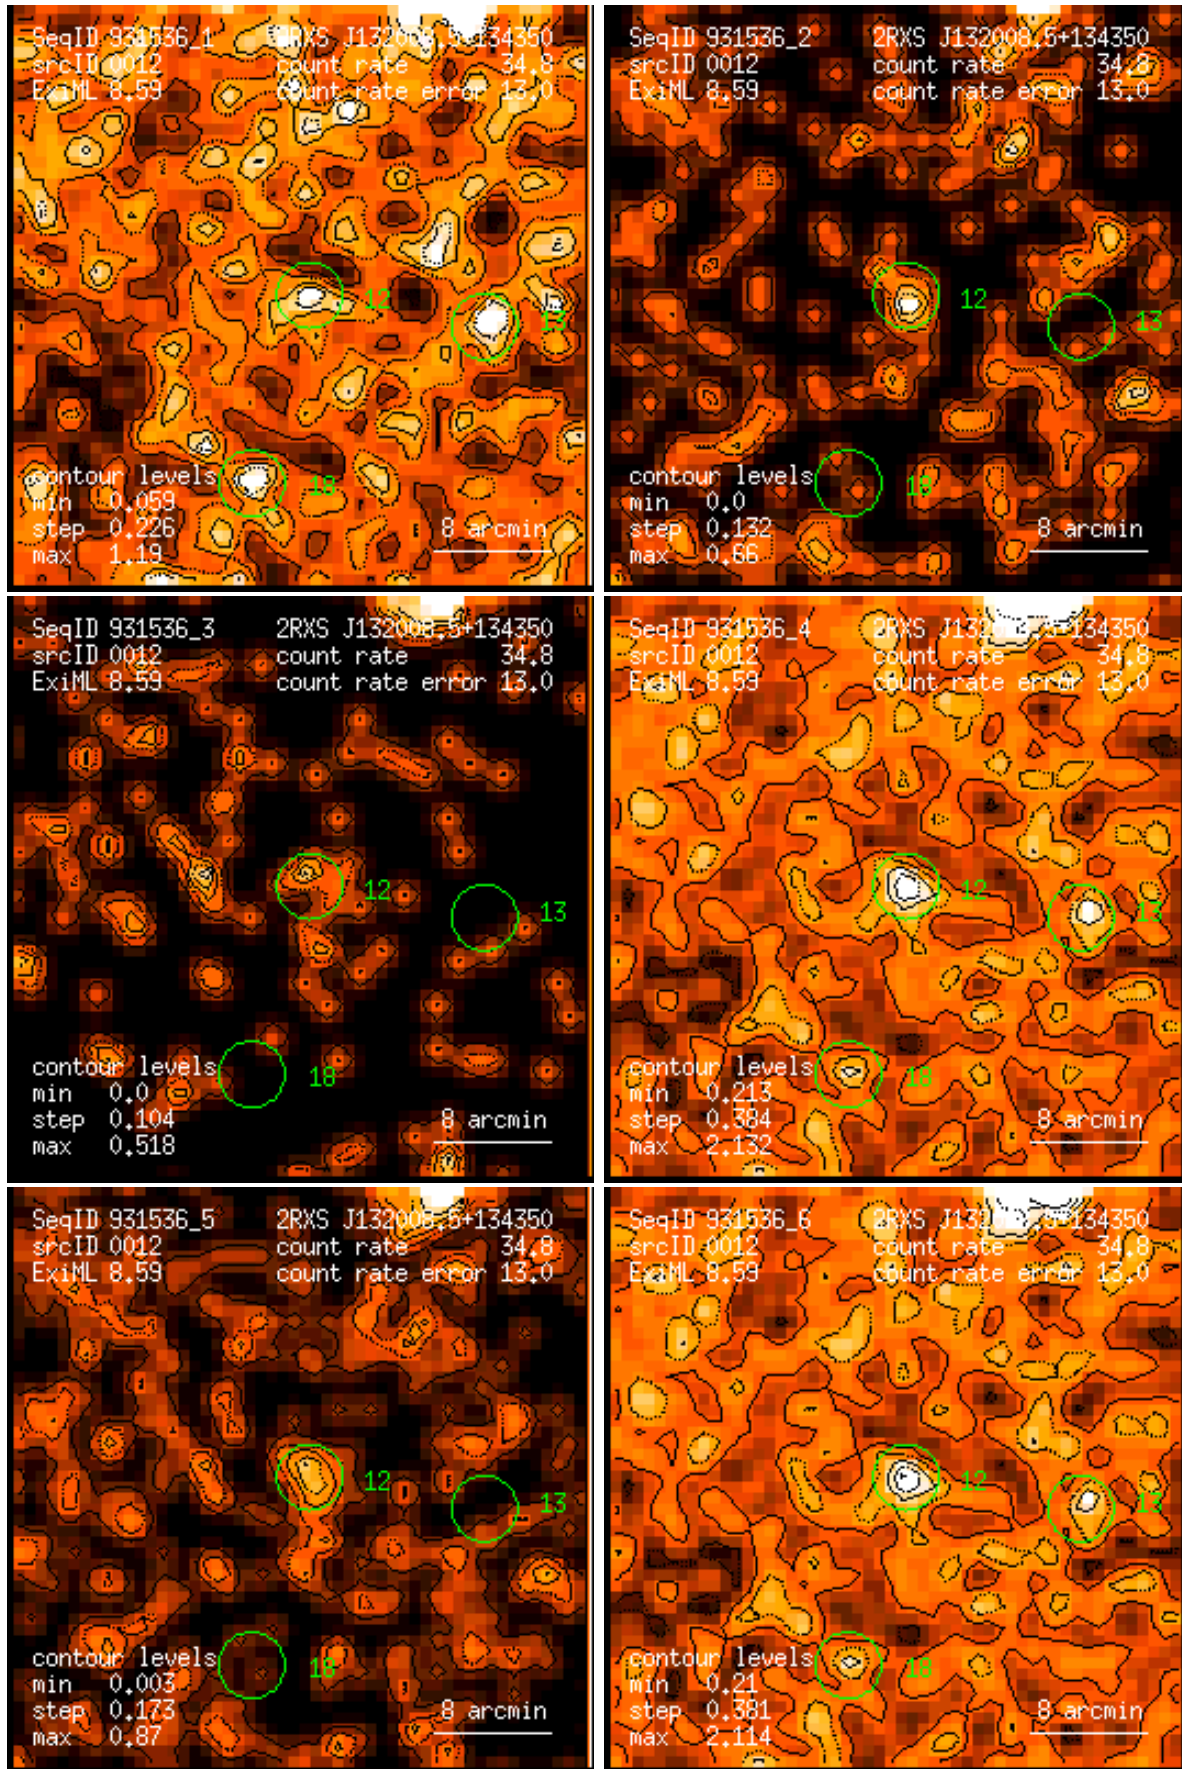 SeqID 931536_1 2RXS J132008.5+134350
srcID 0012 count rate 34.8
ExiML 8.59 count rate error 13.0
12
13
18
contour levels
min 0.059
step 0.226 8 arcmin
max 1.19
SeqID 931536_2 2RXS J132008.5+134350
srcID 0012 count rate 34.8
ExiML 8.59 count rate error 13.0
12
13
18
contour levels
min 0.0
step 0.132 8 arcmin
max 0.66
SeqID 931536_3 2RXS J132008.5+134350
srcID 0012 count rate 34.8
ExiML 8.59 count rate error 13.0
12
13
18
contour levels
min 0.0
step 0.104 8 arcmin
max 0.518
SeqID 931536_4 2RXS J132008.5+134350
srcID 0012 count rate 34.8
ExiML 8.59 count rate error 13.0
12
13
18
contour levels
min 0.213
step 0.384 8 arcmin
max 2.132
SeqID 931536_5 2RXS J132008.5+134350
srcID 0012 count rate 34.8
ExiML 8.59 count rate error 13.0
12
13
18
contour levels
min 0.003
step 0.173 8 arcmin
max 0.87
SeqID 931536_6 2RXS J132008.5+134350
srcID 0012 count rate 34.8
ExiML 8.59 count rate error 13.0
12
13
18
contour levels
min 0.21
step 0.381 8 arcmin
max 2.114